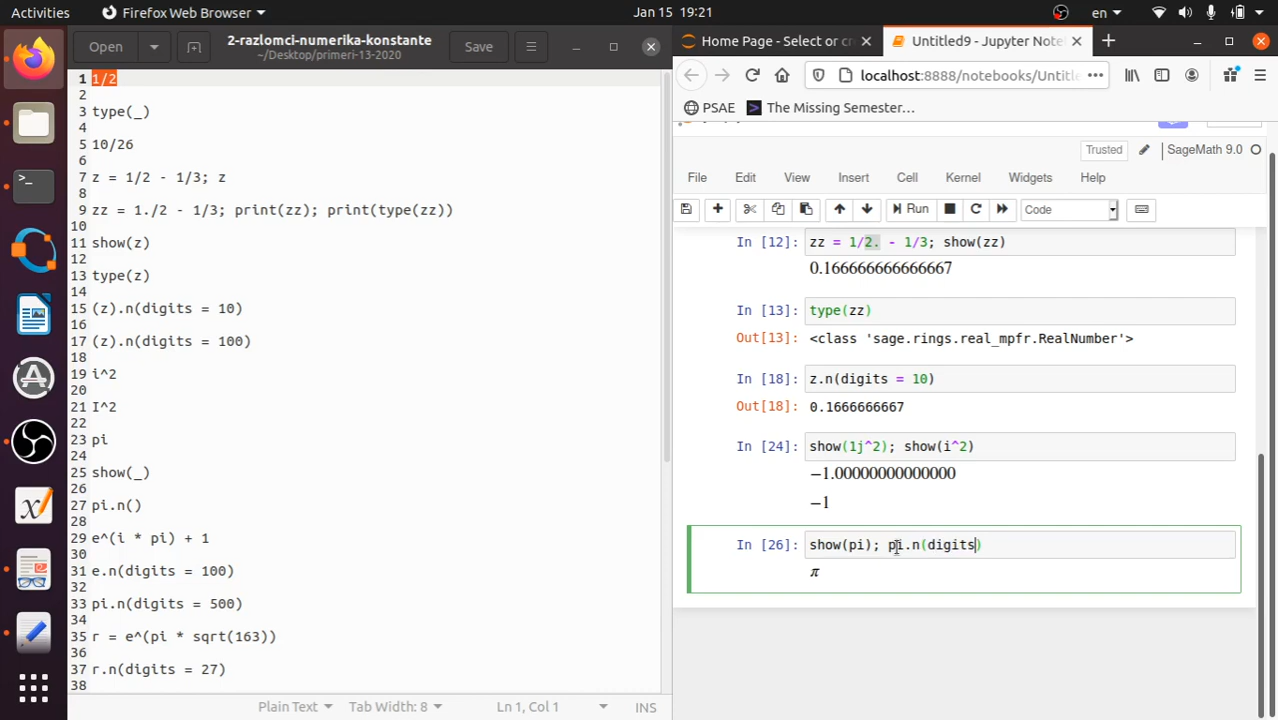 Activities
Firefox Web Browser
Jan 15 19:21
en
Open
2-razlomci-numerika-konstante
~/Desktop/primeri-13-2020
Save
1 1/2
2
3 type(_)
4
5 10/26
6
7 z = 1/2 - 1/3; z
8
9 zz = 1./2 - 1/3; print(zz); print(type(zz))
10
11 show(z)
12
13 type(z)
14
15 (z).n(digits = 10)
16
17 (z).n(digits = 100)
18
19 i^2
20
21 I^2
22
23 pi
24
25 show(_)
26
27 pi.n()
28
29 e^(i * pi) + 1
30
31 e.n(digits = 100)
32
33 pi.n(digits = 500)
34
35 r = e^(pi * sqrt(163))
36
37 r.n(digits = 27)
38
Plain Text
Tab Width: 8
Ln 1, Col 1
INS
Home Page - Select or cr
Untitled9 - Jupyter Note
localhost:8888/notebooks/Untitle
PSAE
The Missing Semester…
Trusted
SageMath 9.0
File Edit View Insert Cell Kernel Widgets Help
Run
Code
In [12]: zz = 1/2. - 1/3; show(zz)
0.166666666666667
In [13]: type(zz)
Out[13]: <class 'sage.rings.real_mpfr.RealNumber'>
In [18]: z.n(digits = 10)
Out[18]: 0.1666666667
In [24]: show(1j^2); show(i^2)
−1.00000000000000
−1
In [26]: show(pi); pi.n(digits)
π